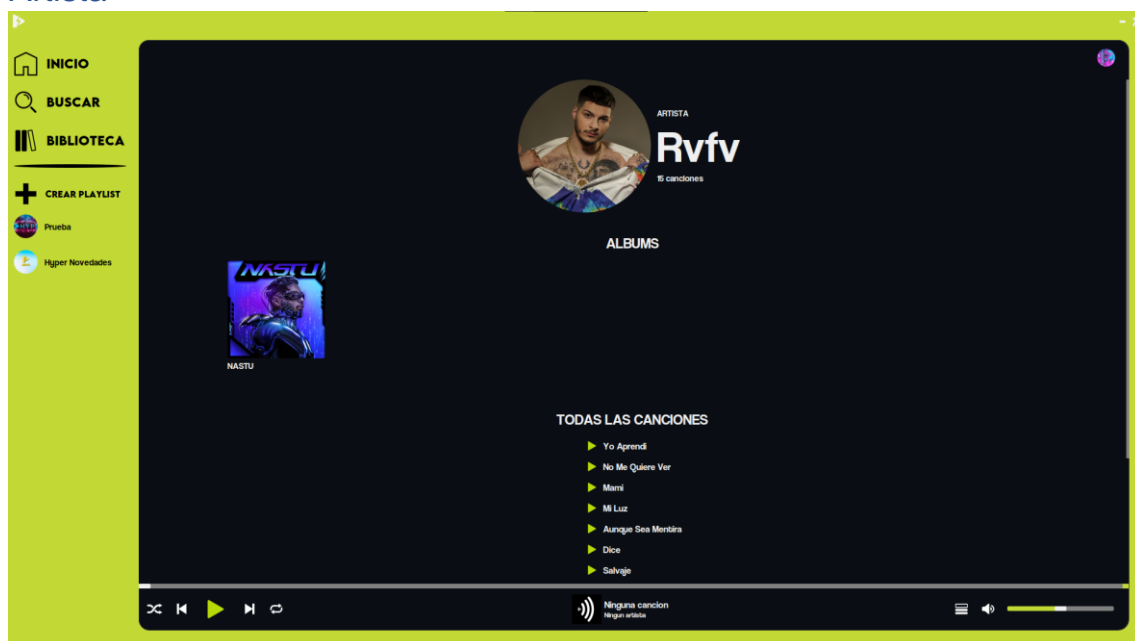 Artista
INICIO
BUSCAR
BIBLIOTECA
CREAR PLAYLIST
Prueba
Hyper Novedades
ARTISTA
Rvfv
15 canciones
ALBUMS
NASTU
NASTU
TODAS LAS CANCIONES
Yo Aprendi
No Me Quiere Ver
Mami
Mi Luz
Aunque Sea Mentira
Dice
Salvaje
Ninguna cancion
Ningun artista